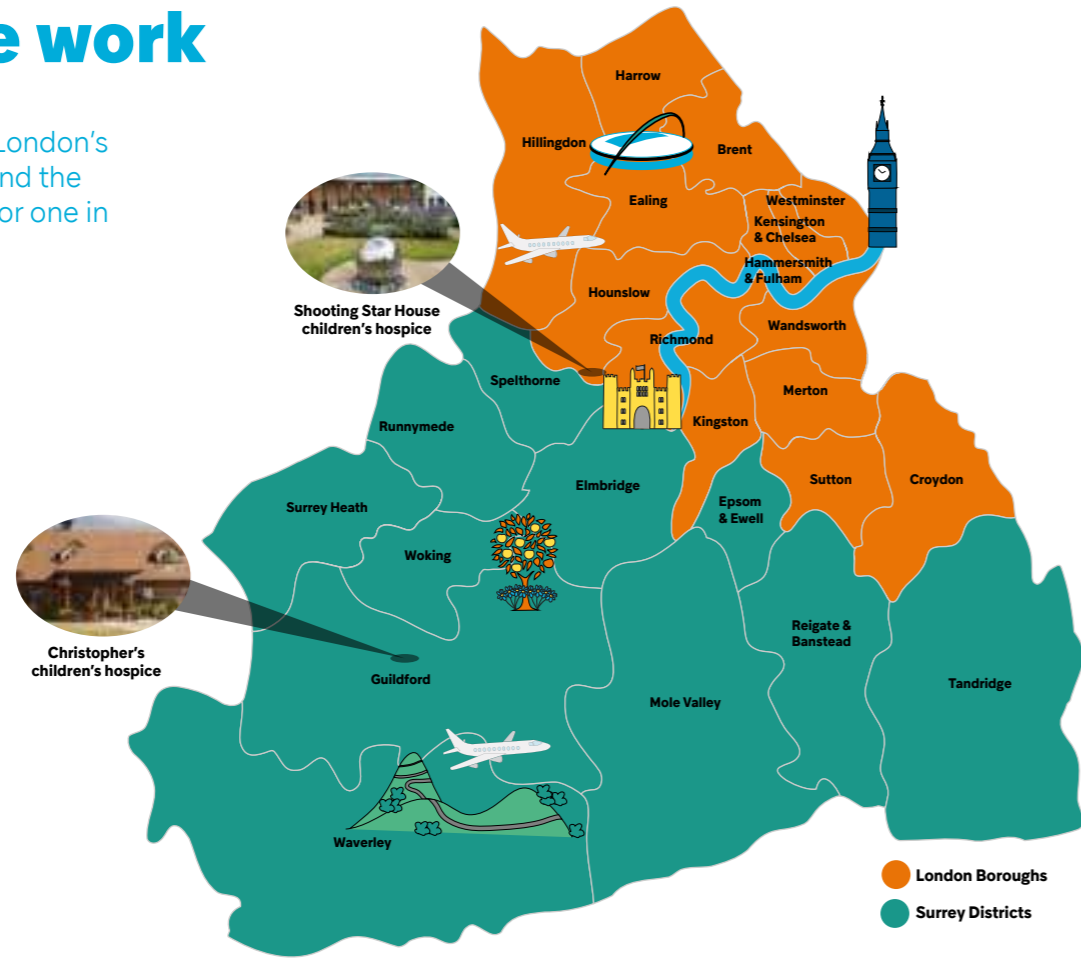 e work
London's
nd the
or one in
Harrow
Hillingdon
Brent
Ealing
Westminster
Kensington
& Chelsea
Hammersmith
& Fulham
Hounslow
Shooting Star House
children's hospice
Richmond
Wandsworth
Spelthorne
Merton
Runnymede
Kingston
Elmbridge
Sutton
Croydon
Surrey Heath
Epsom
& Ewell
Woking
Christopher's
children's hospice
Guildford
Reigate &
Banstead
Tandridge
Mole Valley
Waverley
London Boroughs
Surrey Districts